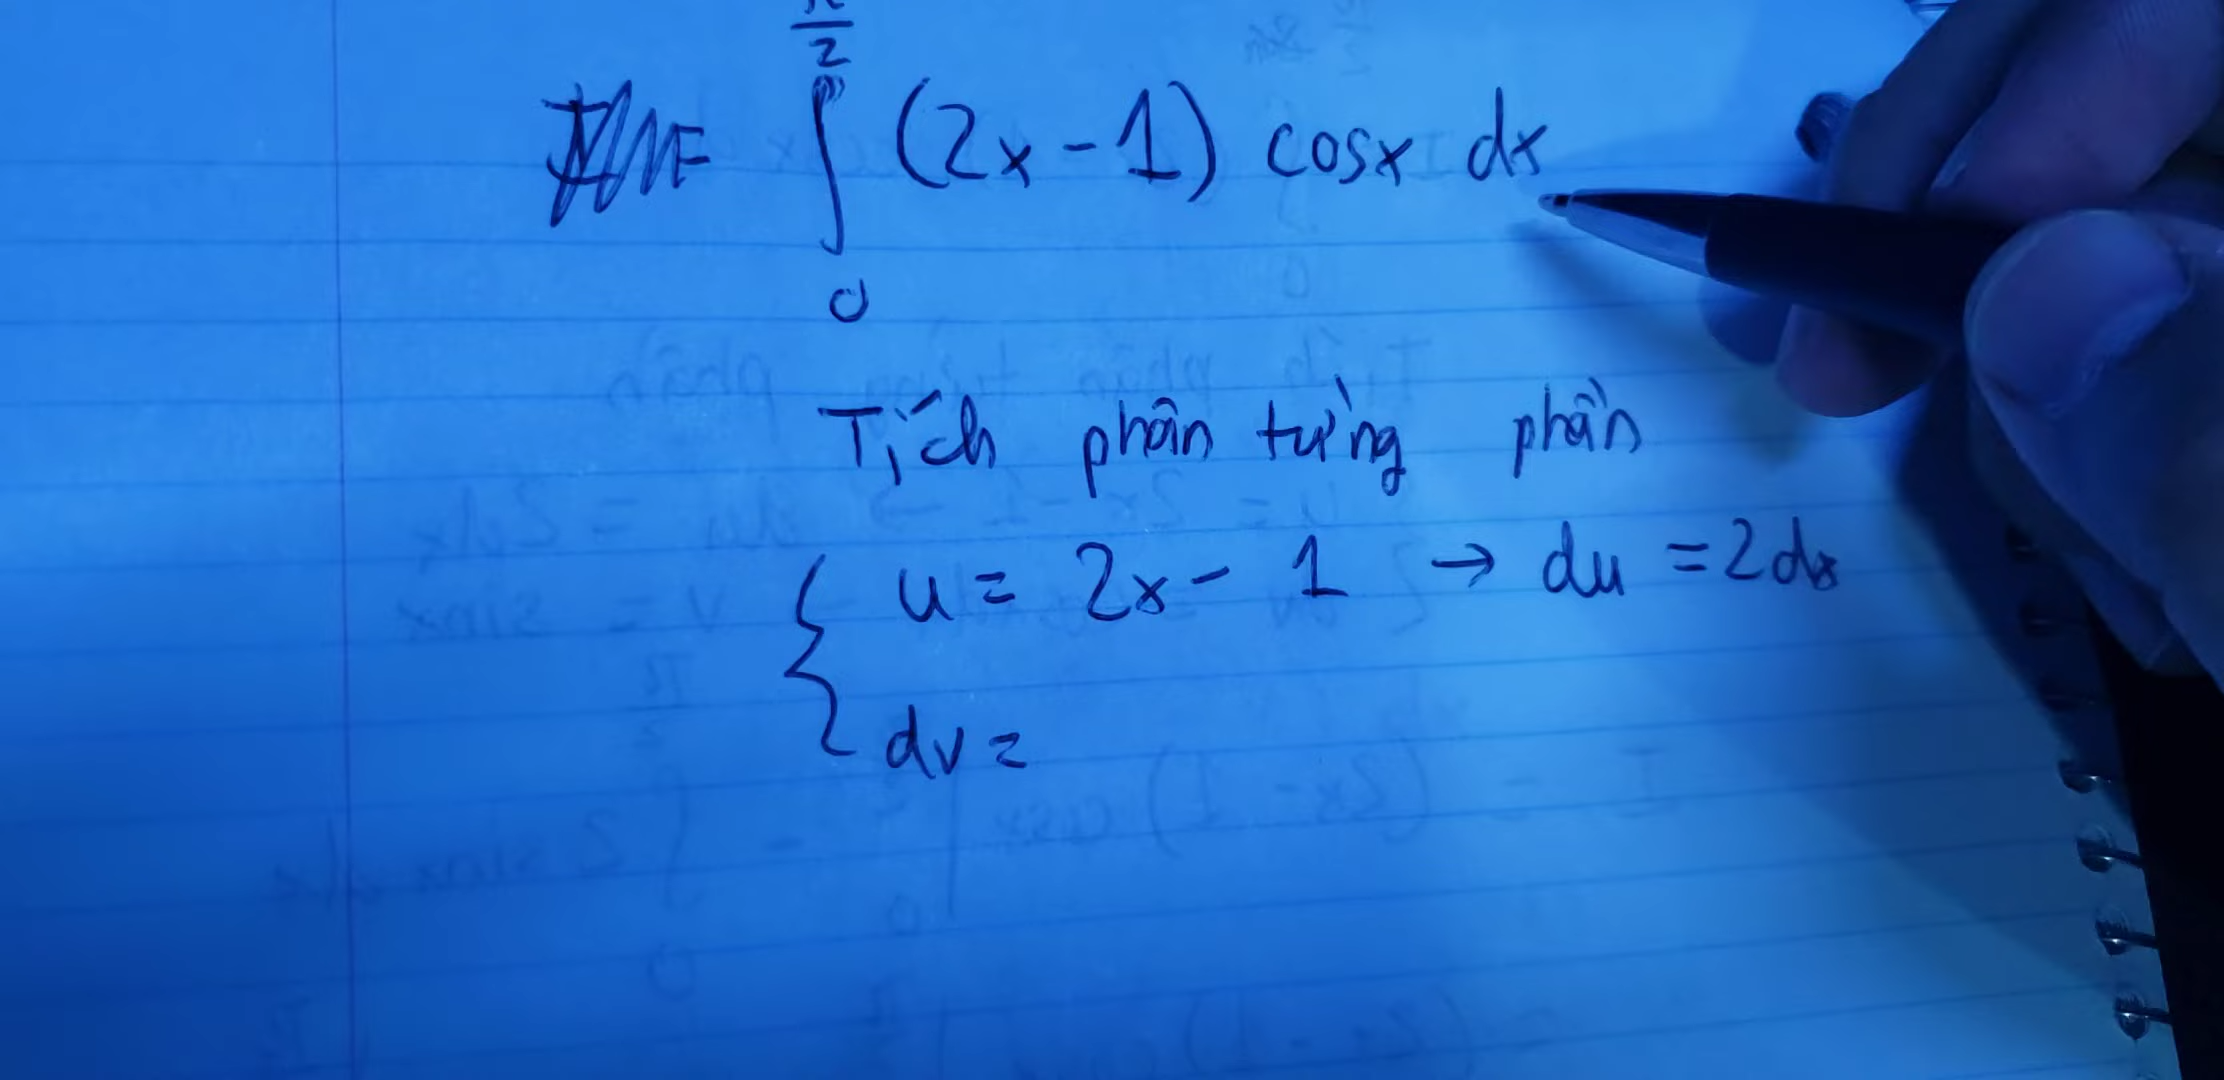 π/2
∫ (2x - 1) cosx dx
0
Tích phân từng phần
{ u = 2x - 1 → du = 2dx
dv =